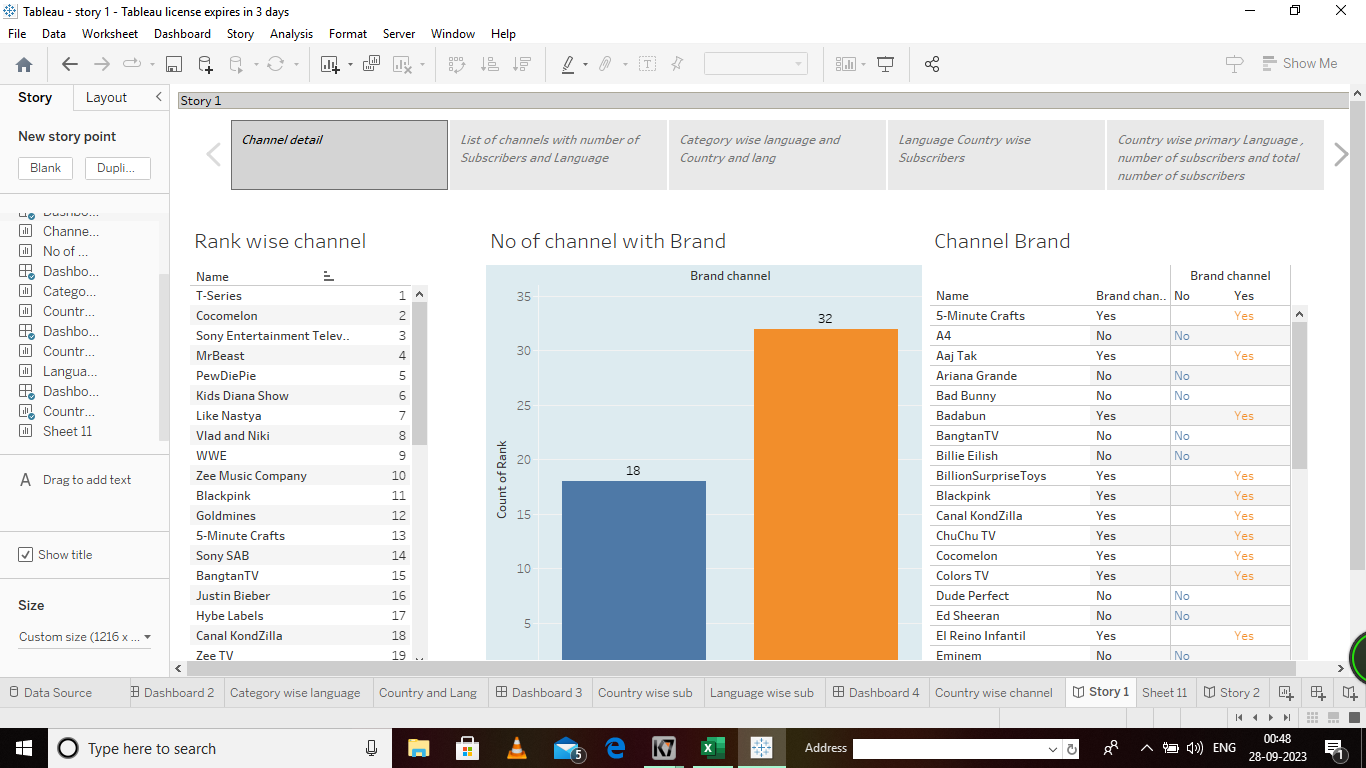 Tableau - story 1 - Tableau license expires in 3 days
File Data Worksheet Dashboard Story Analysis Format Server Window Help
Show Me
Story Layout
New story point
Blank Dupli...
Dashbo...
Channe...
No of ...
Dashbo...
Catego...
Countr...
Dashbo...
Countr...
Langua...
Dashbo...
Countr...
Sheet 11
A Drag to add text
Show title
Size
Custom size (1216 x ...
Story 1
Channel detail
List of channels with number of
Subscribers and Language
Category wise language and
Country and lang
Language Country wise
Subscribers
Country wise primary Language ,
number of subscribers and total
number of subscribers
Rank wise channel
Name
T-Series 1
Cocomelon 2
Sony Entertainment Telev.. 3
MrBeast 4
PewDiePie 5
Kids Diana Show 6
Like Nastya 7
Vlad and Niki 8
WWE 9
Zee Music Company 10
Blackpink 11
Goldmines 12
5-Minute Crafts 13
Sony SAB 14
BangtanTV 15
Justin Bieber 16
Hybe Labels 17
Canal KondZilla 18
Zee TV 19
No of channel with Brand
Brand channel
Count of Rank
35
30
25
20
15
10
5
18
32
Channel Brand
Brand channel
Name Brand chan.. No Yes
5-Minute Crafts Yes Yes
A4 No No
Aaj Tak Yes Yes
Ariana Grande No No
Bad Bunny No No
Badabun Yes Yes
BangtanTV No No
Billie Eilish No No
BillionSurpriseToys Yes Yes
Blackpink Yes Yes
Canal KondZilla Yes Yes
ChuChu TV Yes Yes
Cocomelon Yes Yes
Colors TV Yes Yes
Dude Perfect No No
Ed Sheeran No No
El Reino Infantil Yes Yes
Eminem No No
Data Source Dashboard 2 Category wise language Country and Lang Dashboard 3 Country wise sub Language wise sub Dashboard 4 Country wise channel Story 1 Sheet 11 Story 2
Type here to search
5
Address
ENG
00:48
28-09-2023
1